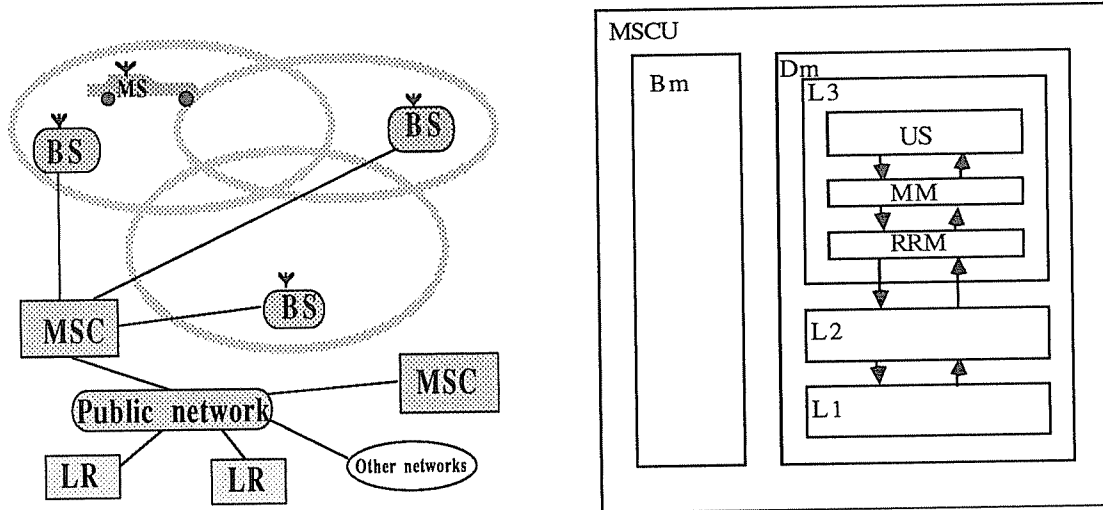 MS
BS
BS
BS
MSC
MSC
Public network
LR
LR
Other networks
MSCU
Bm
Dm
L3
US
MM
RRM
L2
L1